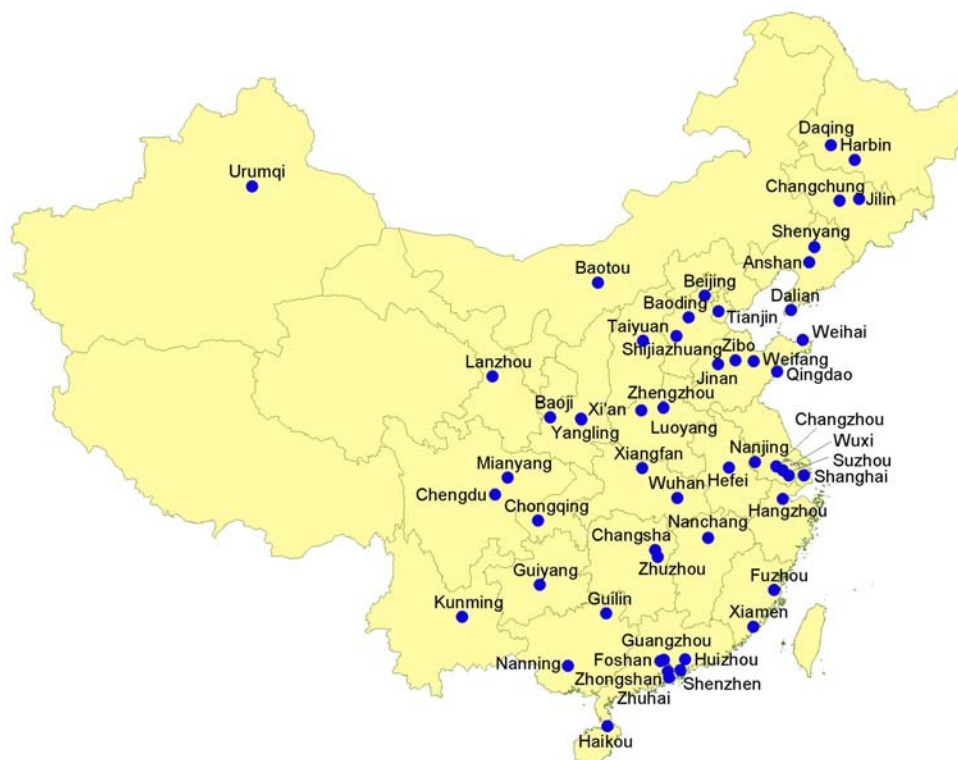 Daqing
Harbin
Urumqi
Changchung
Jilin
Shenyang
Anshan
Baotou
Beijing
Dalian
Baoding
Tianjin
Taiyuan
Weihai
Shijiazhuang
Zibo
Weifang
Lanzhou
Jinan
Qingdao
Zhengzhou
Baoji
Xi'an
Changzhou
Yangling
Luoyang
Wuxi
Nanjing
Suzhou
Mianyang
Xiangfan
Hefei
Shanghai
Chengdu
Wuhan
Chongqing
Hangzhou
Nanchang
Changsha
Zhuzhou
Guiyang
Fuzhou
Kunming
Guilin
Xiamen
Guangzhou
Nanning
Foshan
Huizhou
Zhongshan
Shenzhen
Zhuhai
Haikou